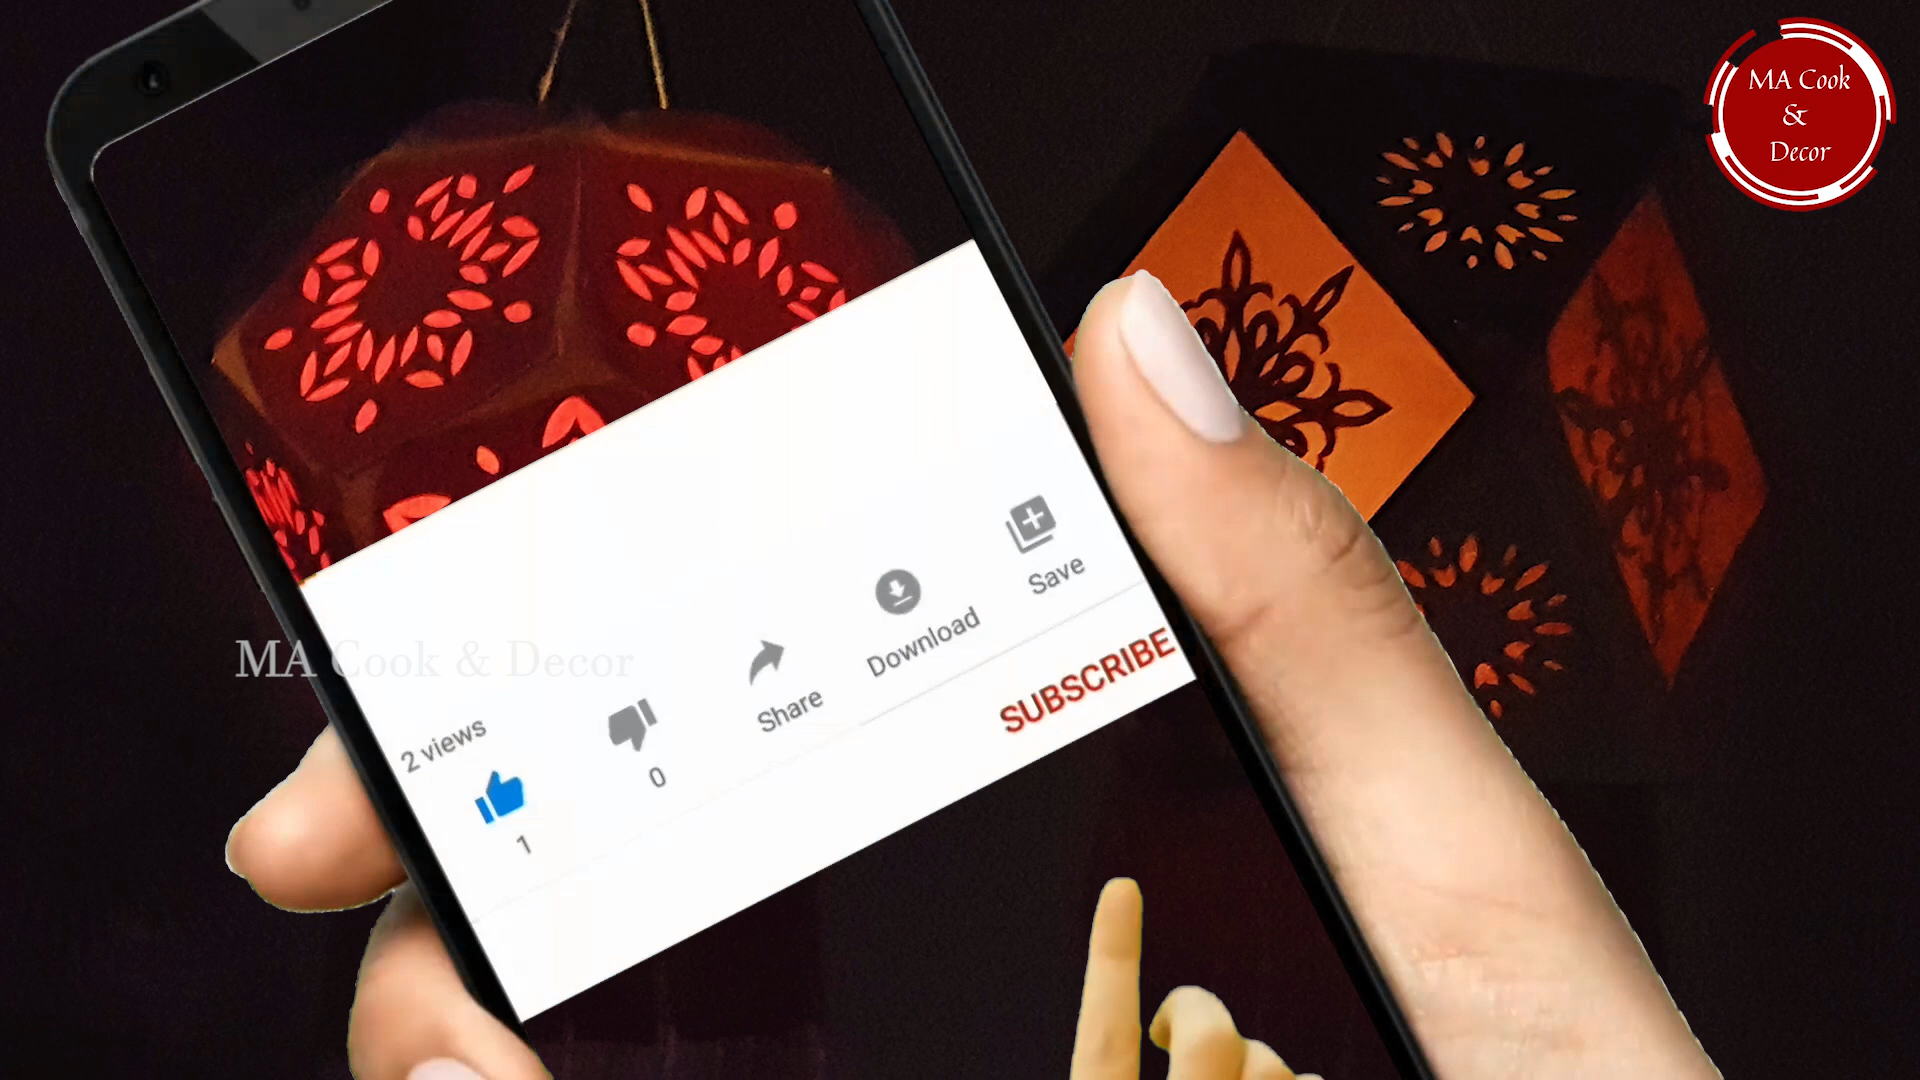 MA Cook
&
Decor
MA Cook & Decor
2 views
1
0
Share
Download
Save
SUBSCRIBE